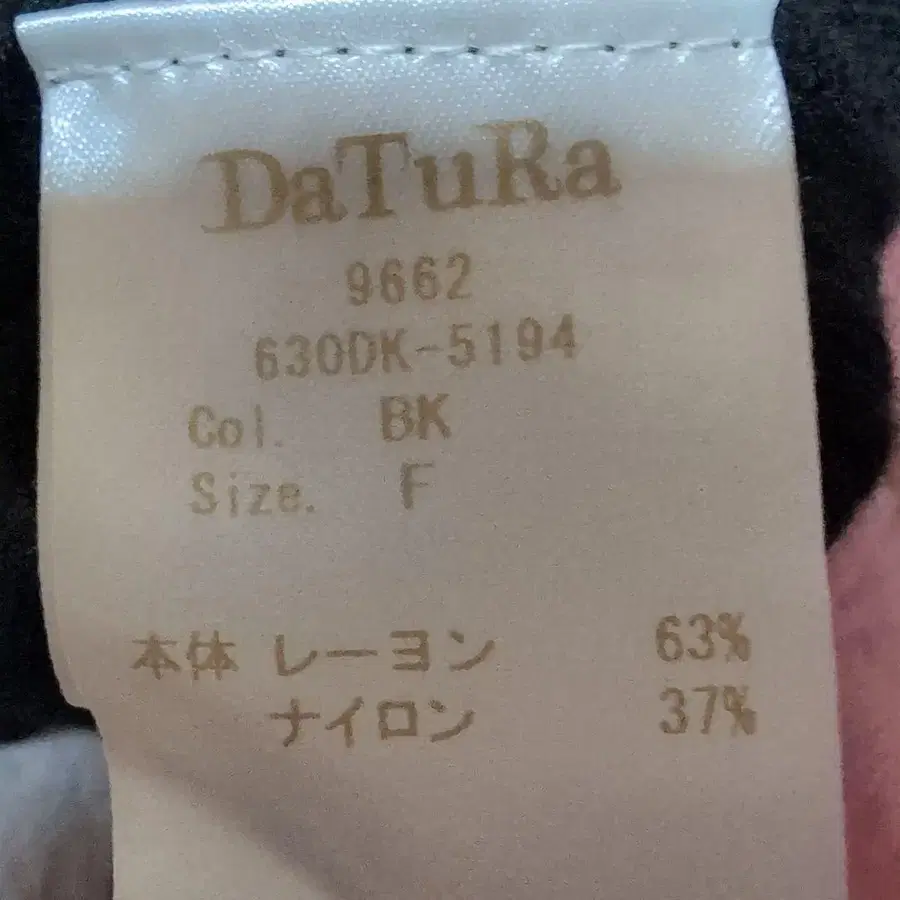 DaTuRa
9662
630DK-5194
Col. BK
Size. F
本体 レーヨン 63%
ナイロン 37%